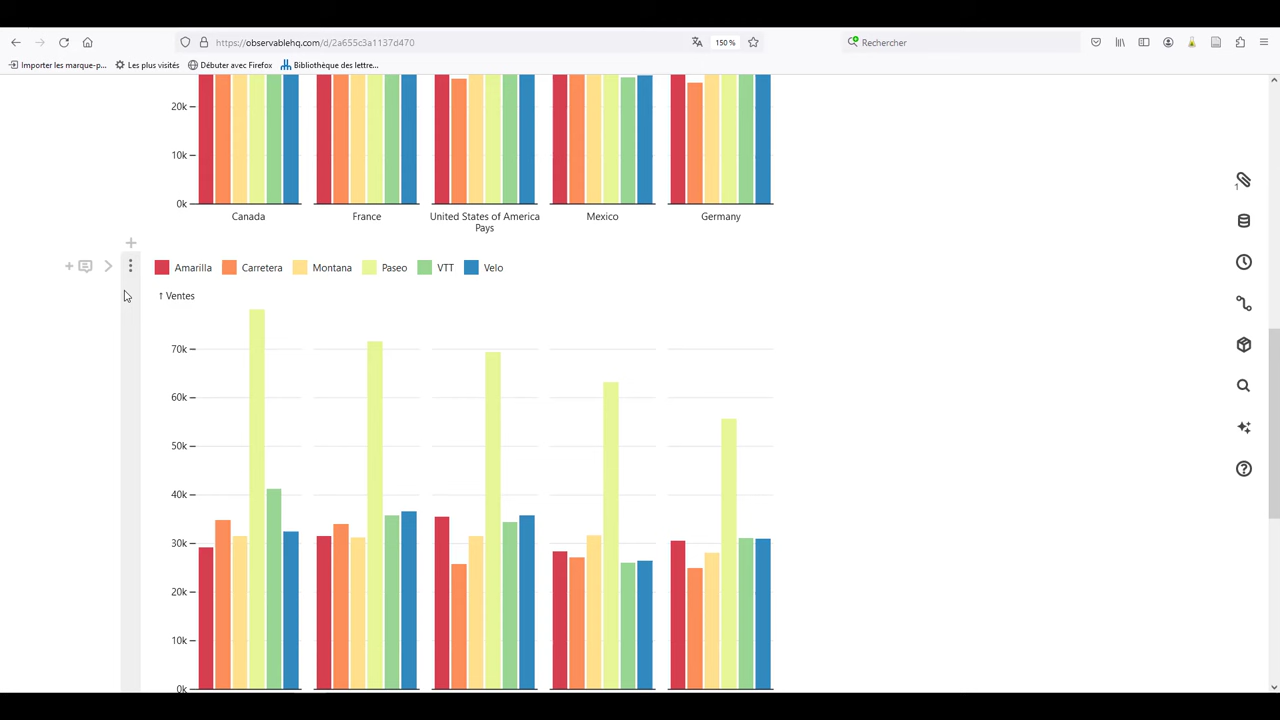 https://observablehq.com/d/2a655c3a1137d470
150 %
Rechercher
Importer les marque-p...
Les plus visités
Débuter avec Firefox
Bibliothèque des lettre...
20k
10k
0k
Canada
France
United States of America
Mexico
Germany
Pays
1
Amarilla
Carretera
Montana
Paseo
VTT
Velo
↑ Ventes
70k
60k
50k
40k
30k
20k
10k
0k